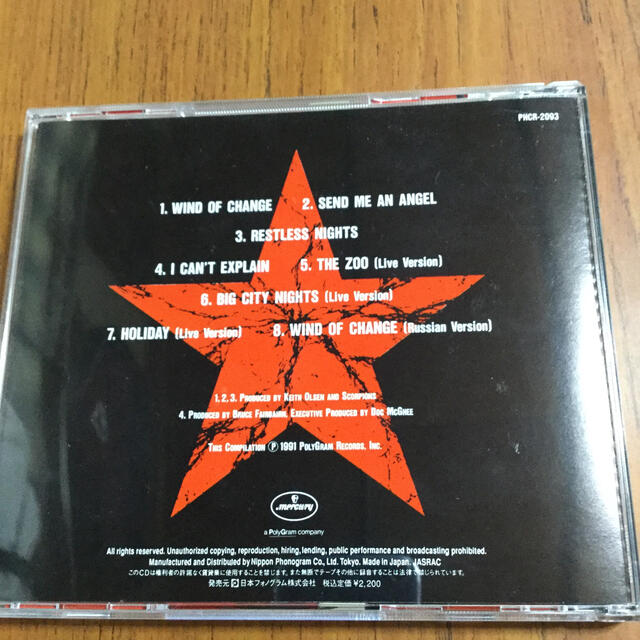 PHCR-2093
1. WIND OF CHANGE 2. SEND ME AN ANGEL
3. RESTLESS NIGHTS
4. I CAN'T EXPLAIN 5. THE ZOO (Live Version)
6. BIG CITY NIGHTS (Live Version)
7. HOLIDAY (Live Version) 8. WIND OF CHANGE (Russian Version)
1, 2, 3. PRODUCED BY KEITH OLSEN AND SCORPIONS
4. PRODUCED BY BRUCE FAIRBAIRN, EXECUTIVE PRODUCED BY DOC MCGHEE
THIS COMPILATION Ⓟ 1991 POLYGRAM RECORDS, INC.
mercury
a PolyGram company
All rights reserved. Unauthorized copying, reproduction, hiring, lending, public performance and broadcasting prohibited.
Manufactured and Distributed by Nippon Phonogram Co., Ltd. Tokyo. Made in Japan. JASRAC
このCDは権利者の許諾なく賃貸業に使用することを禁じます。また無断でテープその他に録音することは法律で禁じられています。
発売元 日本フォノグラム株式会社 税込定価¥2,200